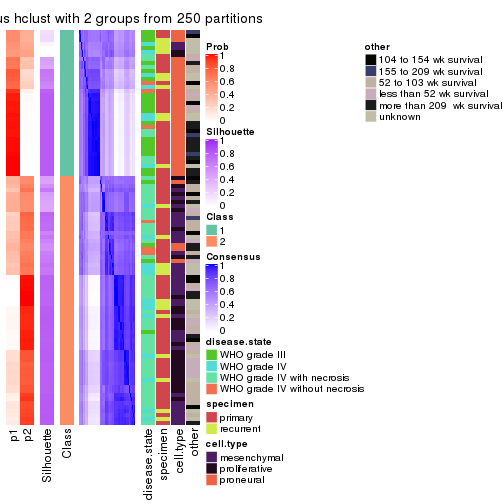 us hclust with 2 groups from 250 partitions
Prob
1
0.8
0.6
0.4
0.2
0
Silhouette
1
0.8
0.6
0.4
0.2
0
Class
1
2
Consensus
1
0.8
0.6
0.4
0.2
0
disease.state
WHO grade III
WHO grade IV
WHO grade IV with necrosis
WHO grade IV without necrosis
specimen
primary
recurrent
cell.type
mesenchymal
proliferative
proneural
other
104 to 154 wk survival
155 to 209 wk survival
52 to 103 wk survival
less than 52 wk survival
more than 209  wk survival
unknown
p1
p2
Silhouette
Class
disease.state
specimen
cell.type
other